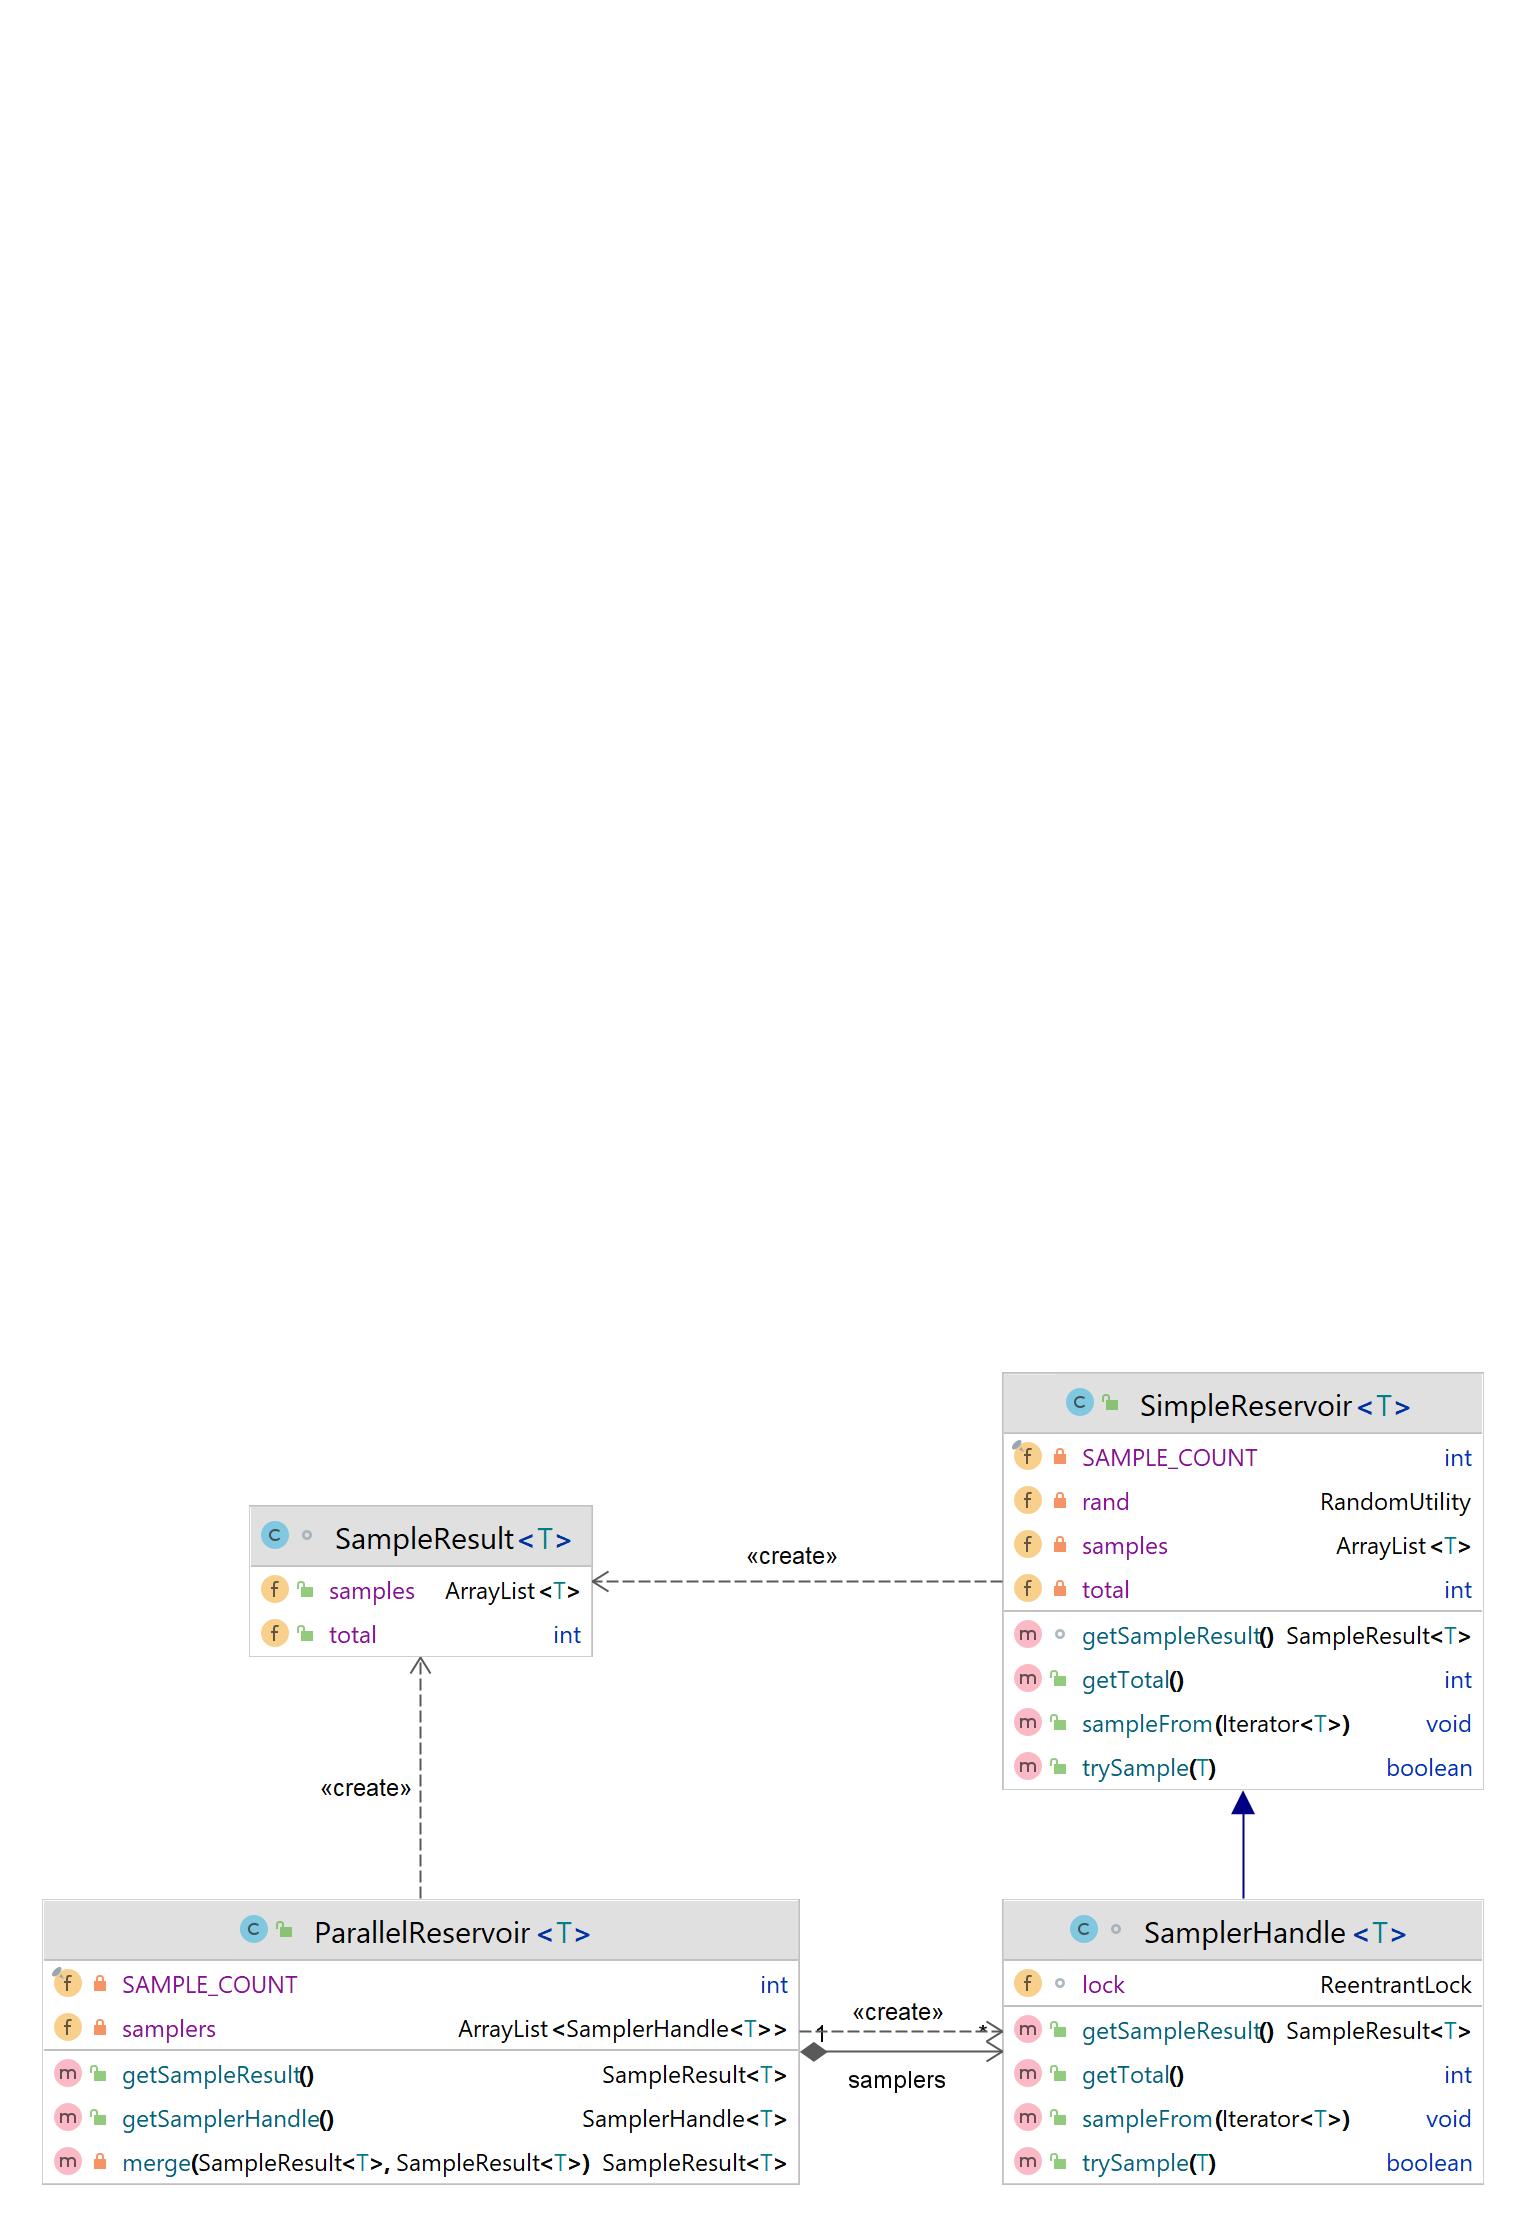 SimpleReservoir<T>
SAMPLE_COUNT int
rand RandomUtility
samples ArrayList<T>
total int
getSampleResult() SampleResult<T>
getTotal() int
sampleFrom(Iterator<T>) void
trySample(T) boolean
«create»
SampleResult<T>
samples ArrayList<T>
total int
«create»
ParallelReservoir<T>
SAMPLE_COUNT int
samplers ArrayList<SamplerHandle<T>>
getSampleResult() SampleResult<T>
getSamplerHandle() SamplerHandle<T>
merge(SampleResult<T>, SampleResult<T>) SampleResult<T>
«create»
1 *
samplers
SamplerHandle<T>
lock ReentrantLock
getSampleResult() SampleResult<T>
getTotal() int
sampleFrom(Iterator<T>) void
trySample(T) boolean